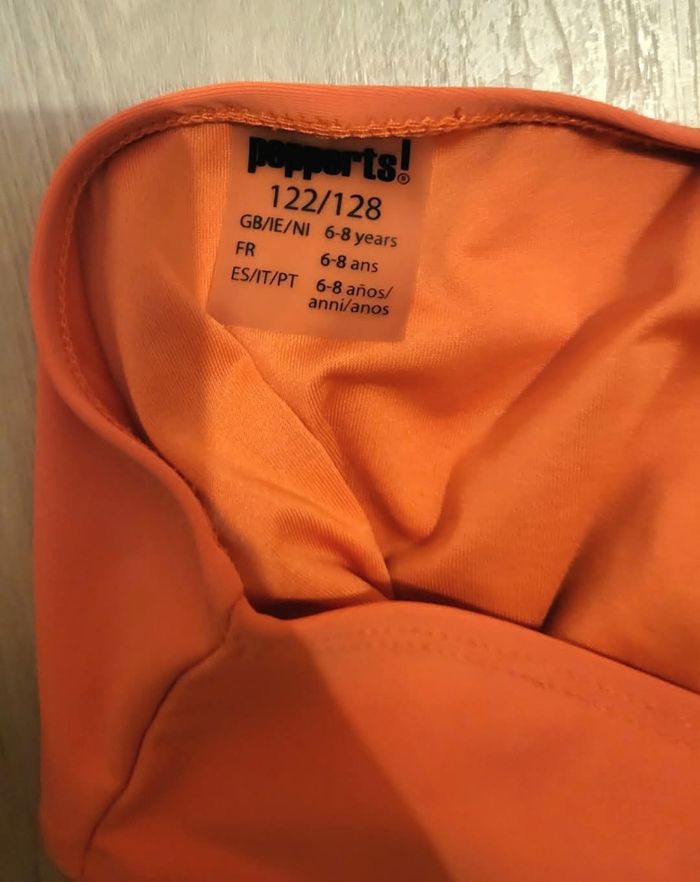 pepperts!®
122/128
GB/IE/NI 6-8 years
FR 6-8 ans
ES/IT/PT 6-8 años/
anni/anos